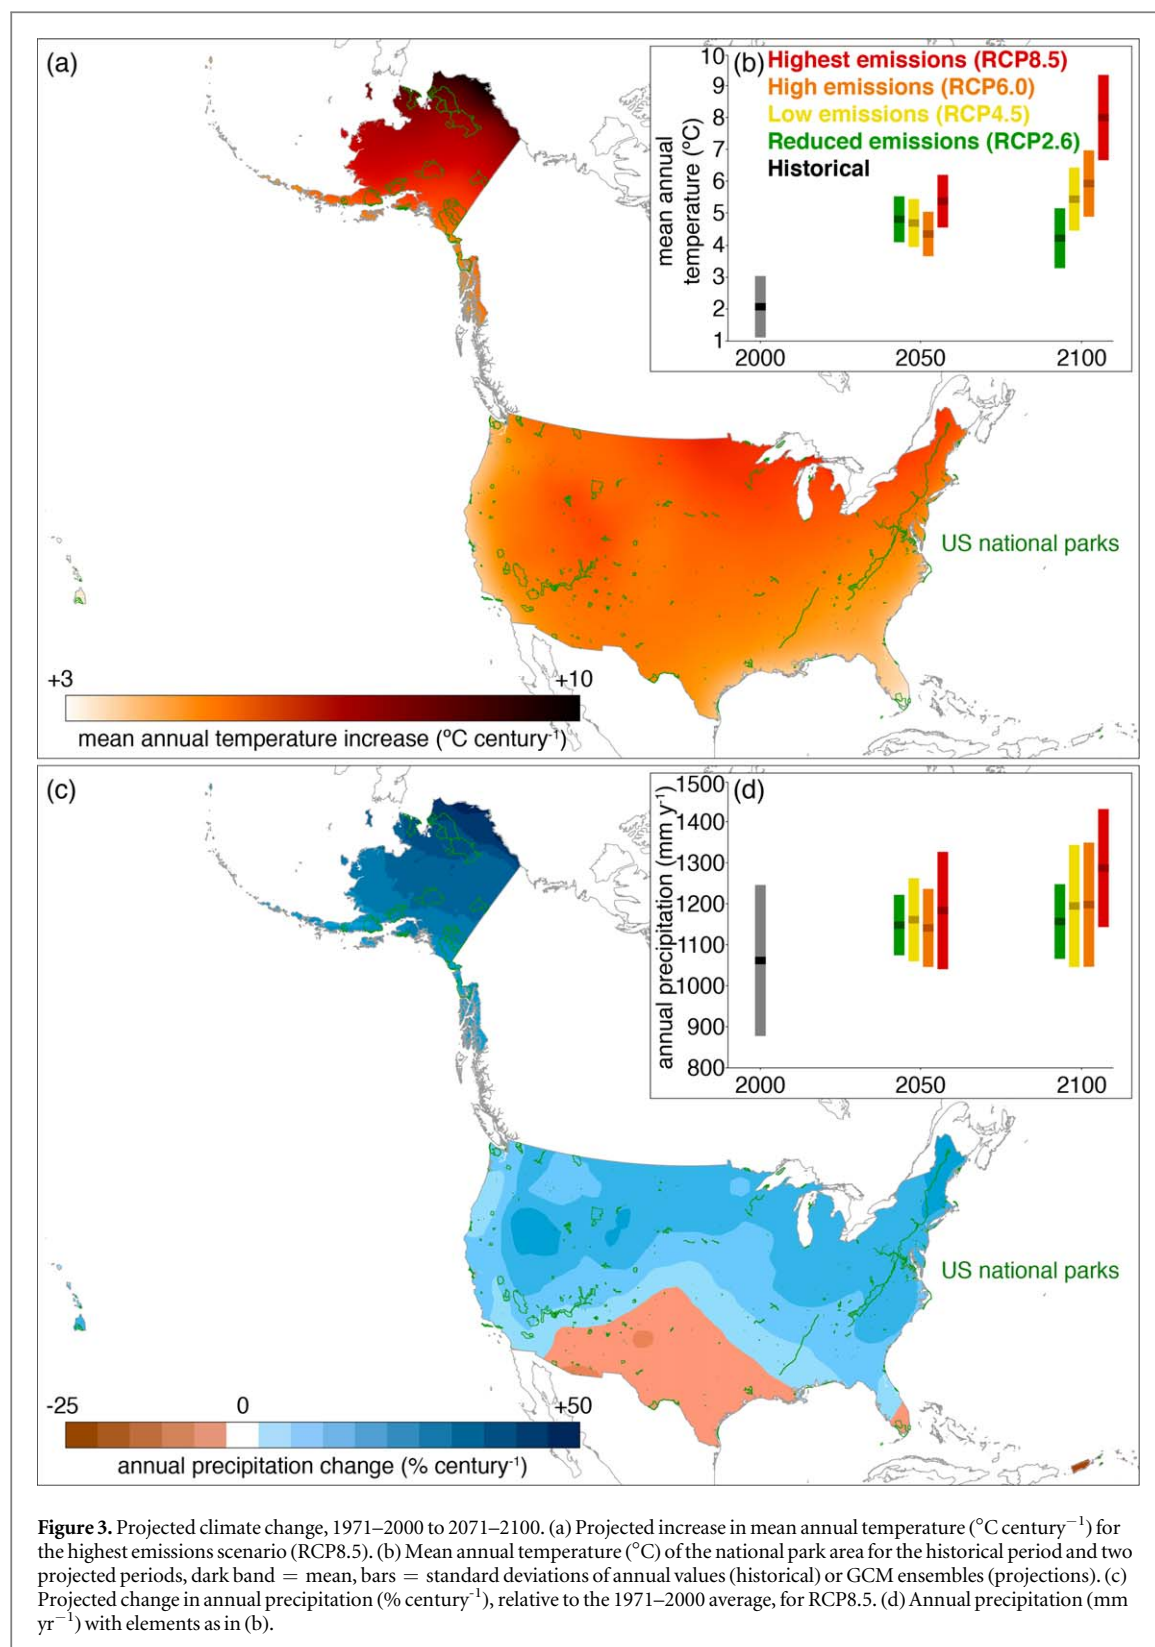 (a)
(b)
Highest emissions (RCP8.5)
High emissions (RCP6.0)
Low emissions (RCP4.5)
Reduced emissions (RCP2.6)
Historical
mean annual
temperature (ºC)
10
9
8
7
6
5
4
3
2
1
2000 2050 2100
US national parks
+3 +10
mean annual temperature increase (ºC century⁻¹)
(c)
(d)
annual precipitation (mm y⁻¹)
1500
1400
1300
1200
1100
1000
900
800
2000 2050 2100
US national parks
-25 0 +50
annual precipitation change (% century⁻¹)
Figure 3. Projected climate change, 1971–2000 to 2071–2100. (a) Projected increase in mean annual temperature (°C century⁻¹) for
the highest emissions scenario (RCP8.5). (b) Mean annual temperature (°C) of the national park area for the historical period and two
projected periods, dark band = mean, bars = standard deviations of annual values (historical) or GCM ensembles (projections). (c)
Projected change in annual precipitation (% century⁻¹), relative to the 1971–2000 average, for RCP8.5. (d) Annual precipitation (mm
yr⁻¹) with elements as in (b).